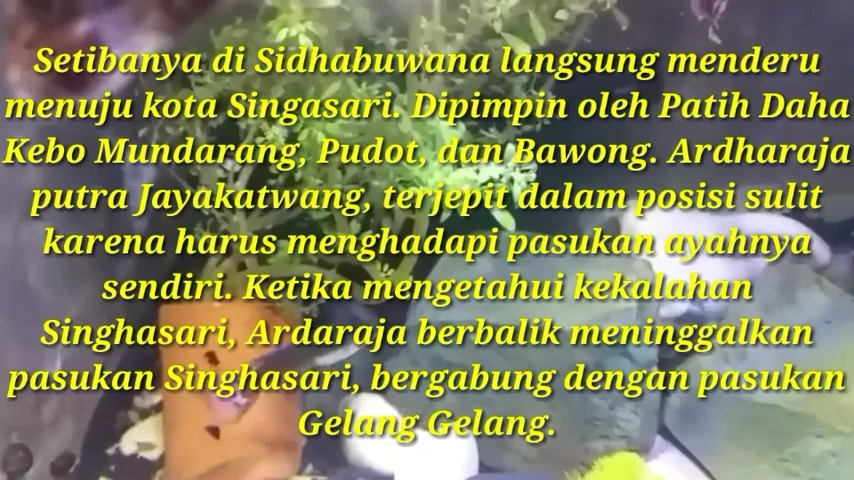 Setibanya di Sidhabuwana langsung menderu
menuju kota Singasari. Dipimpin oleh Patih Daha
Kebo Mundarang, Pudot, dan Bawong. Ardharaja
putra Jayakatwang, terjepit dalam posisi sulit
karena harus menghadapi pasukan ayahnya
sendiri. Ketika mengetahui kekalahan
Singhasari, Ardaraja berbalik meninggalkan
pasukan Singhasari, bergabung dengan pasukan
Gelang Gelang.